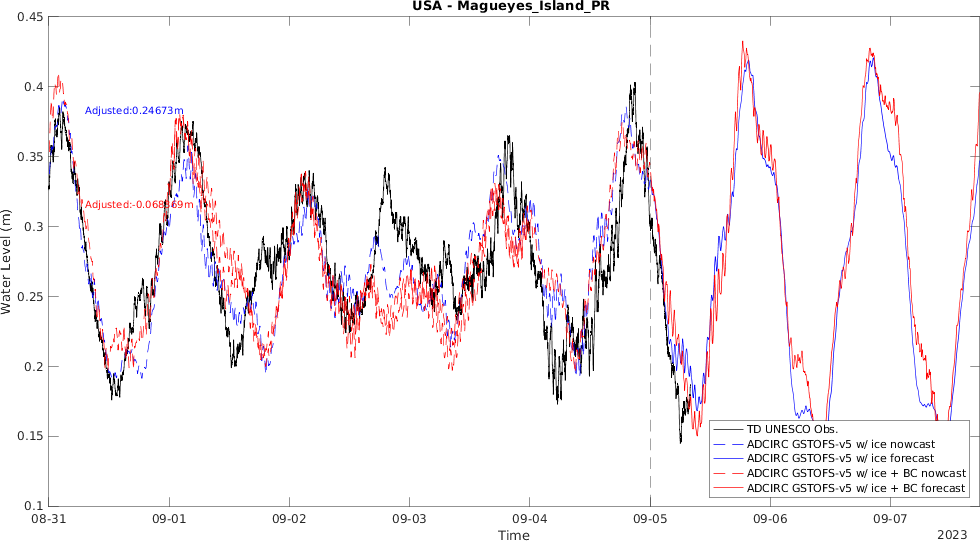 USA - Magueyes_Island_PR
0.45
0.4
0.35
0.3
0.25
0.2
0.15
0.1
Water Level (m)
Adjusted:0.24673m
TD UNESCO Obs.
ADCIRC GSTOFS-v5 w/ ice nowcast
ADCIRC GSTOFS-v5 w/ ice forecast
ADCIRC GSTOFS-v5 w/ ice + BC nowcast
ADCIRC GSTOFS-v5 w/ ice + BC forecast
08-31 09-01 09-02 09-03 09-04 09-05 09-06 09-07
Time
2023